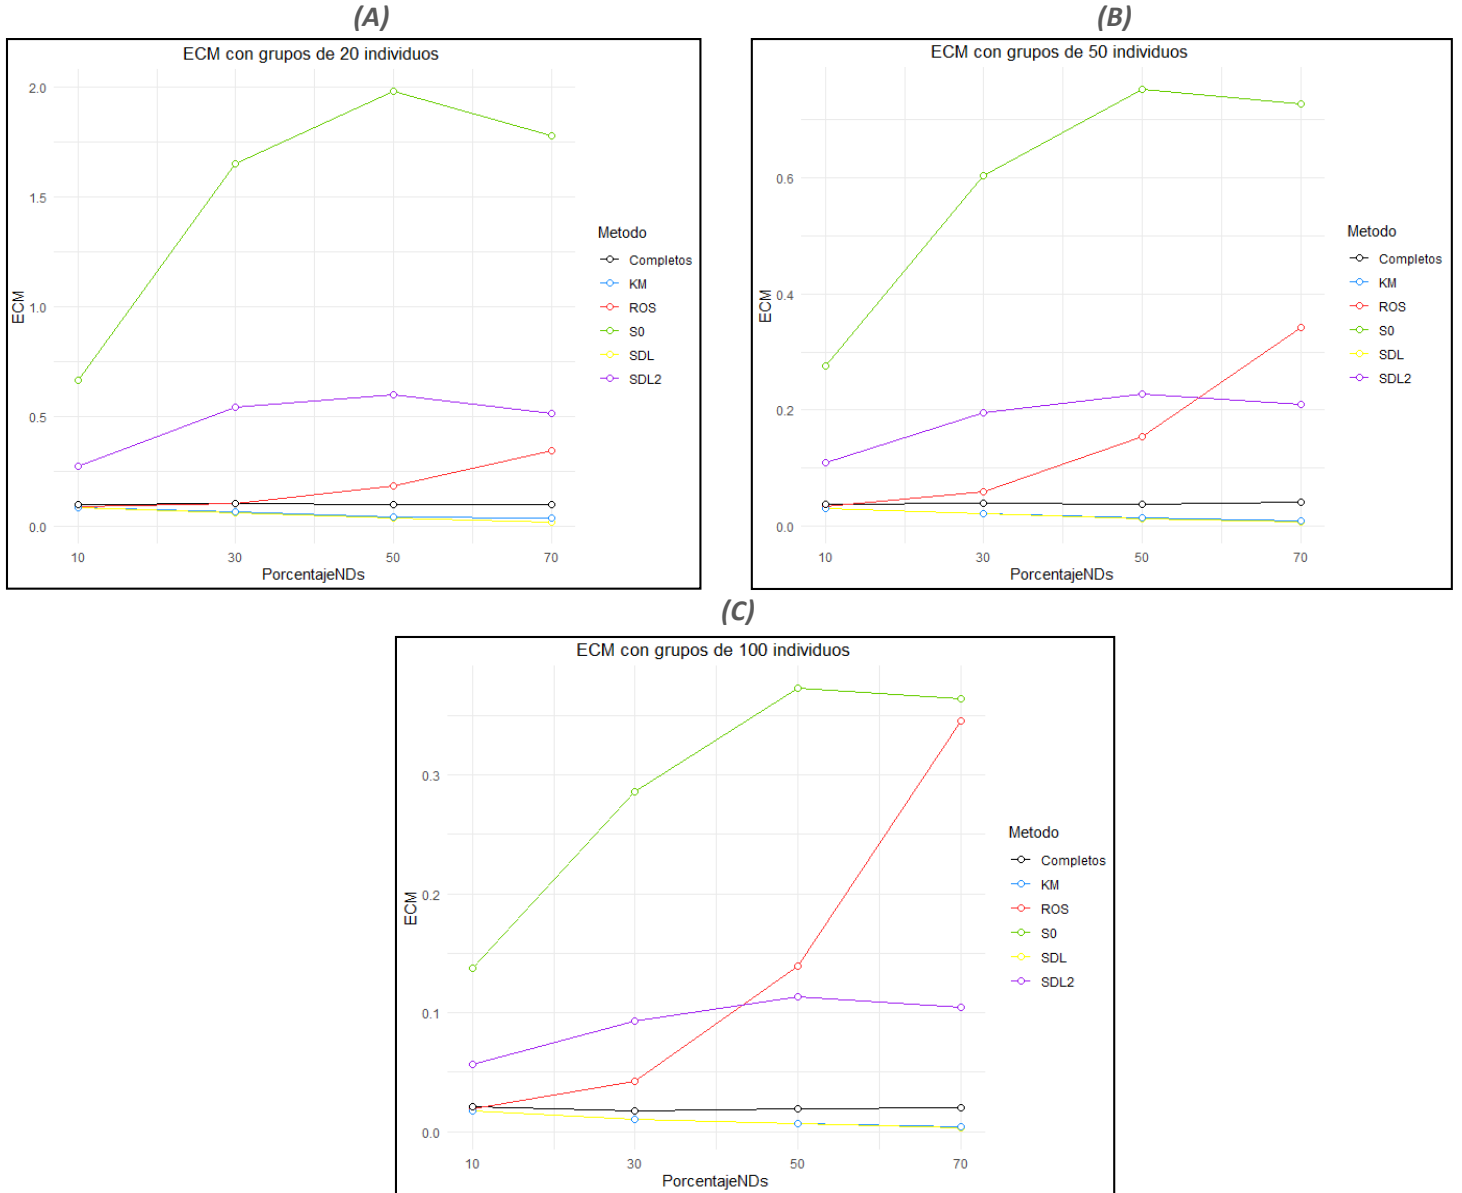 (A)
ECM con grupos de 20 individuos
2.0
1.5
1.0
0.5
0.0
ECM
10 30 50 70
PorcentajeNDs
Metodo
Completos
KM
ROS
S0
SDL
SDL2
(B)
ECM con grupos de 50 individuos
0.6
0.4
0.2
0.0
ECM
10 30 50 70
PorcentajeNDs
Metodo
Completos
KM
ROS
S0
SDL
SDL2
(C)
ECM con grupos de 100 individuos
0.3
0.2
0.1
0.0
ECM
10 30 50 70
PorcentajeNDs
Metodo
Completos
KM
ROS
S0
SDL
SDL2